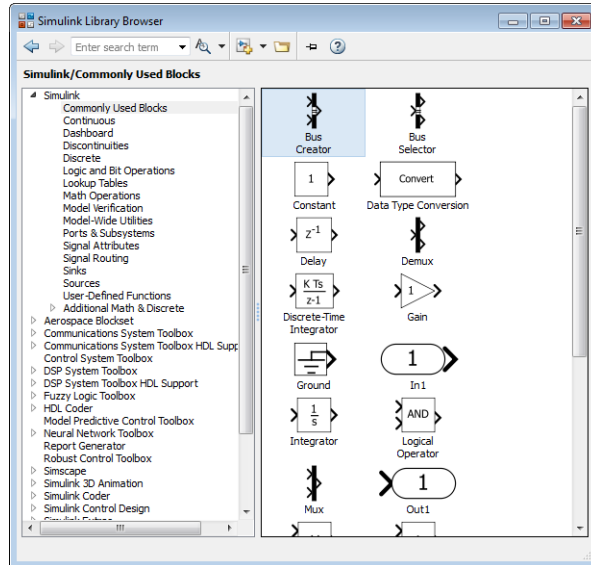 Simulink Library Browser
Enter search term
Simulink/Commonly Used Blocks
Simulink
Commonly Used Blocks
Continuous
Dashboard
Discontinuities
Discrete
Logic and Bit Operations
Lookup Tables
Math Operations
Model Verification
Model-Wide Utilities
Ports & Subsystems
Signal Attributes
Signal Routing
Sinks
Sources
User-Defined Functions
Additional Math & Discrete
Aerospace Blockset
Communications System Toolbox
Communications System Toolbox HDL Supp
Control System Toolbox
DSP System Toolbox
DSP System Toolbox HDL Support
Fuzzy Logic Toolbox
HDL Coder
Model Predictive Control Toolbox
Neural Network Toolbox
Report Generator
Robust Control Toolbox
Simscape
Simulink 3D Animation
Simulink Coder
Simulink Control Design
Bus
Creator
Bus
Selector
1
Constant
Convert
Data Type Conversion
z-1
Delay
Demux
K Ts
z-1
Discrete-Time
Integrator
1
Gain
Ground
1
In1
1
s
Integrator
AND
Logical
Operator
Mux
1
Out1